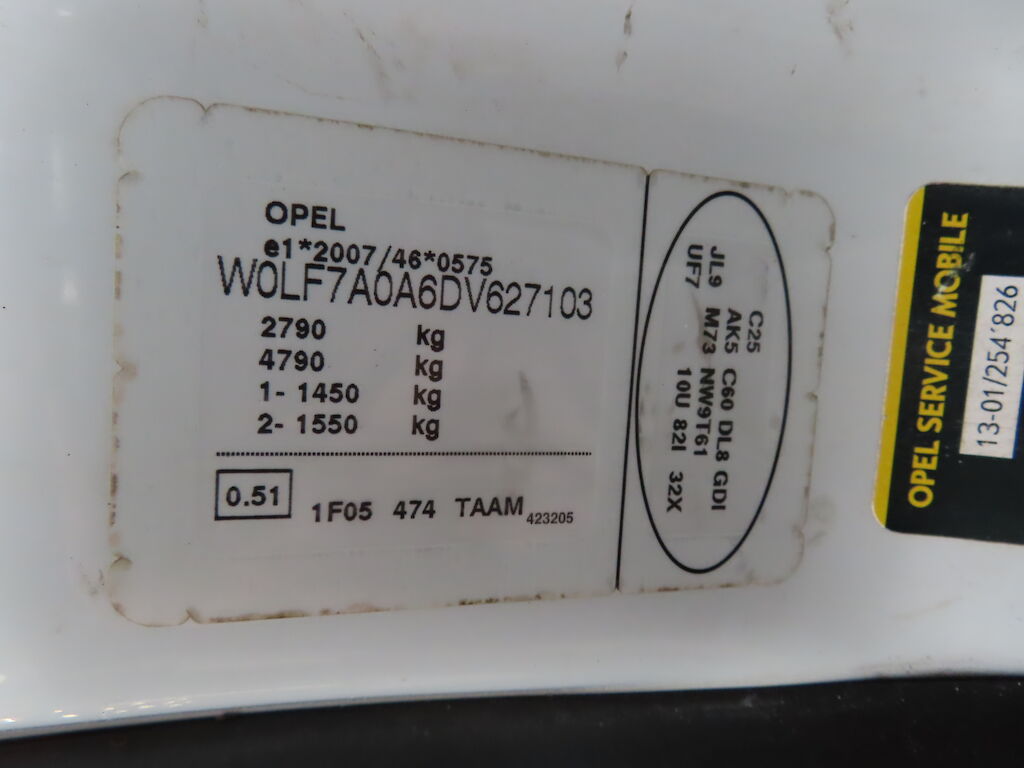 OPEL
e1*2007/46*0575
W0LF7A0A6DV627103
2790 kg
4790 kg
1- 1450 kg
2- 1550 kg
0.51 1F05 474 TAAM 423205
C25
AK5 C60 DL8 GDI
JL9 M73 NW9T61
UF7 10U 82I 32X
OPEL SERVICE MOBILE
13-01/254´826